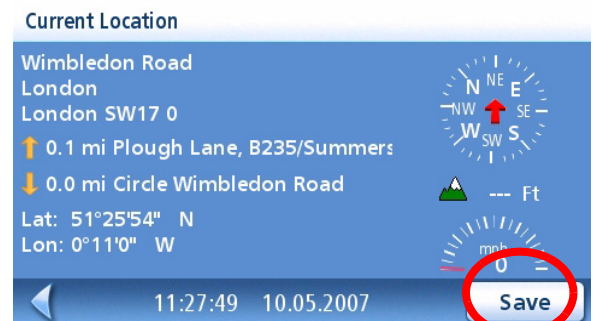 Current Location
Wimbledon Road
London
London SW17 0
0.1 mi Plough Lane, B235/Summers
0.0 mi Circle Wimbledon Road
Lat: 51°25'54" N
Lon: 0°11'0" W
N NE E
NW SE
W SW S
--- Ft
mph
0
11:27:49 10.05.2007
Save